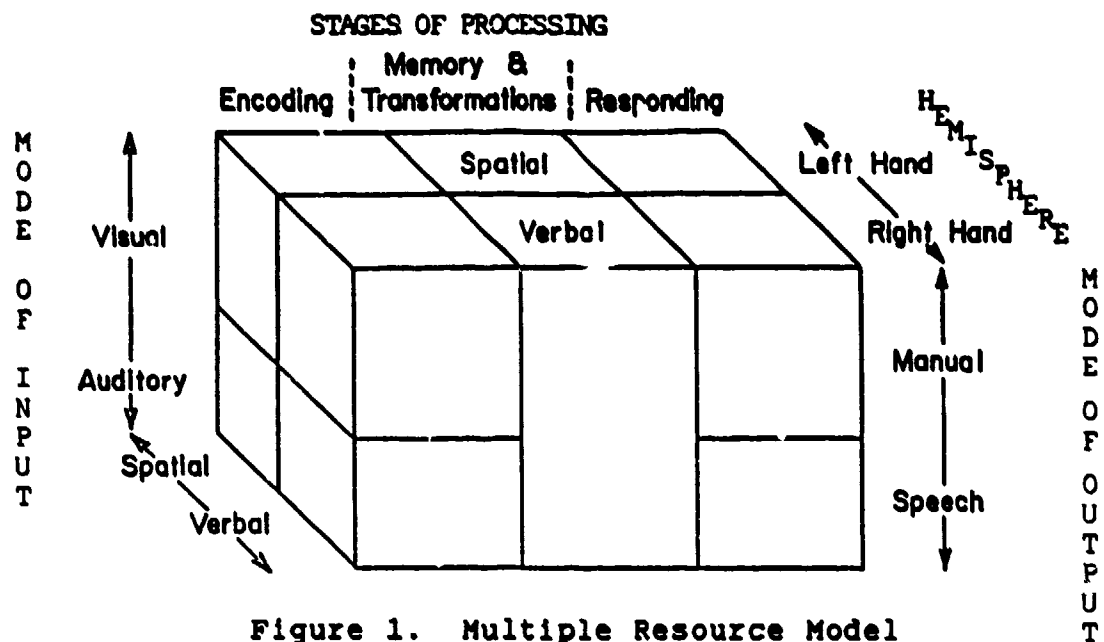 STAGES OF PROCESSING
Memory &
Encoding Transformations Responding
HEMISPHERE
MODE OF INPUT
Spatial
Left Hand
Visual
Verbal
Right Hand
MODE OF OUTPUT
Manual
Auditory
Spatial
Speech
Verbal
Figure 1. Multiple Resource Model